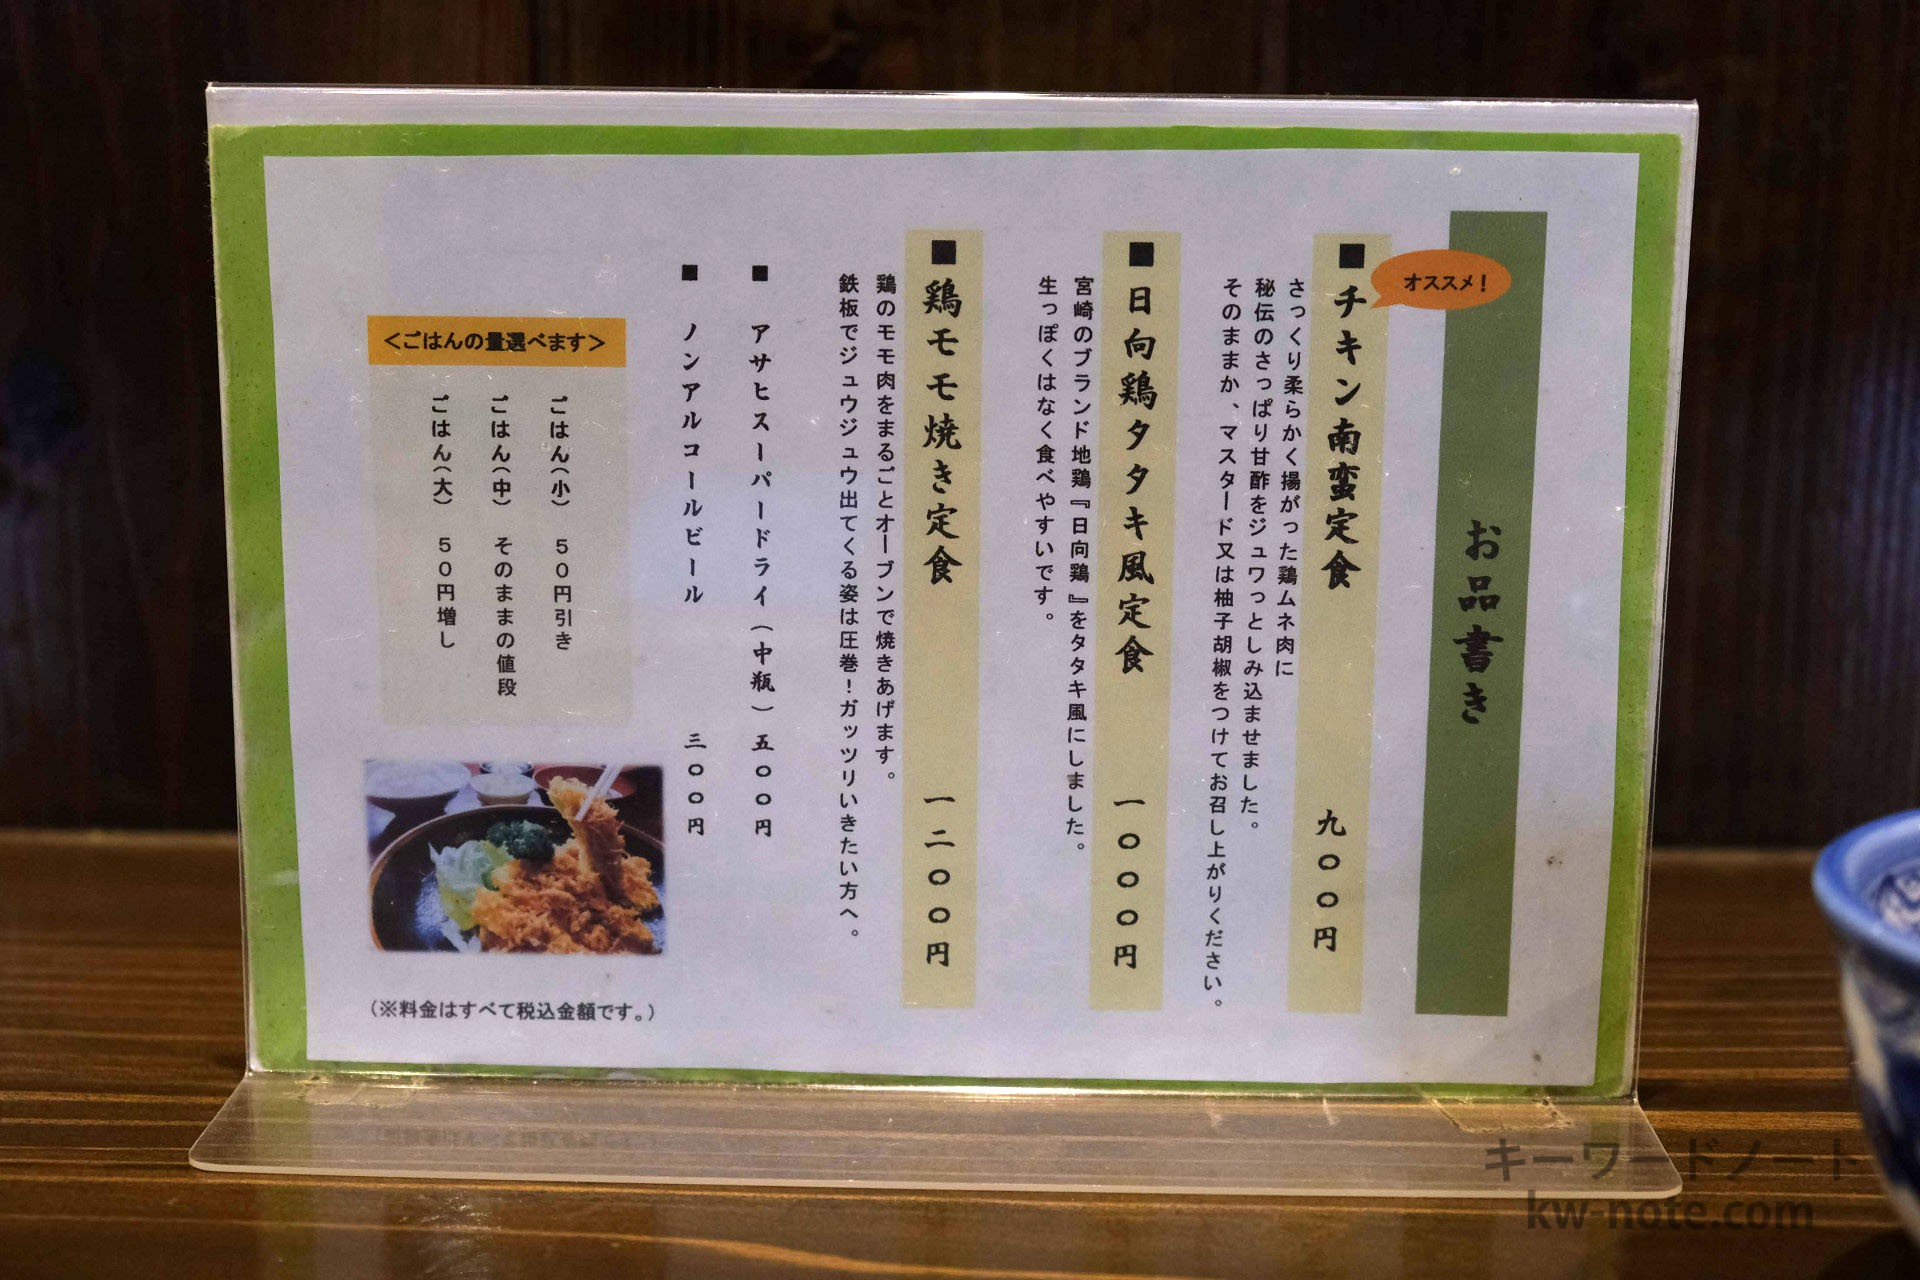 お品書き
オススメ!
■チキン南蛮定食 九〇〇円
さっくり柔らかく揚がった鶏ムネ肉に
秘伝のさっぱり甘酢をジュワっとしみ込ませました。
そのままか、マスタード又は柚子胡椒をつけてお召し上がりください。
■日向鶏タタキ風定食 一〇〇〇円
宮崎のブランド地鶏『日向鶏』をタタキ風にしました。
生っぽくはなく食べやすいです。
■鶏モモ焼き定食 一二〇〇円
鶏のモモ肉をまるごとオーブンで焼きあげます。
鉄板でジュウジュウ出てくる姿は圧巻!ガッツリいきたい方へ。
■ アサヒスーパードライ(中瓶) 五〇〇円
■ ノンアルコールビール 三〇〇円
<ごはんの量選べます>
ごはん(小) 50円引き
ごはん(中) そのままの値段
ごはん(大) 50円増し
(※料金はすべて税込金額です。)
キーワードノート
kw-note.com